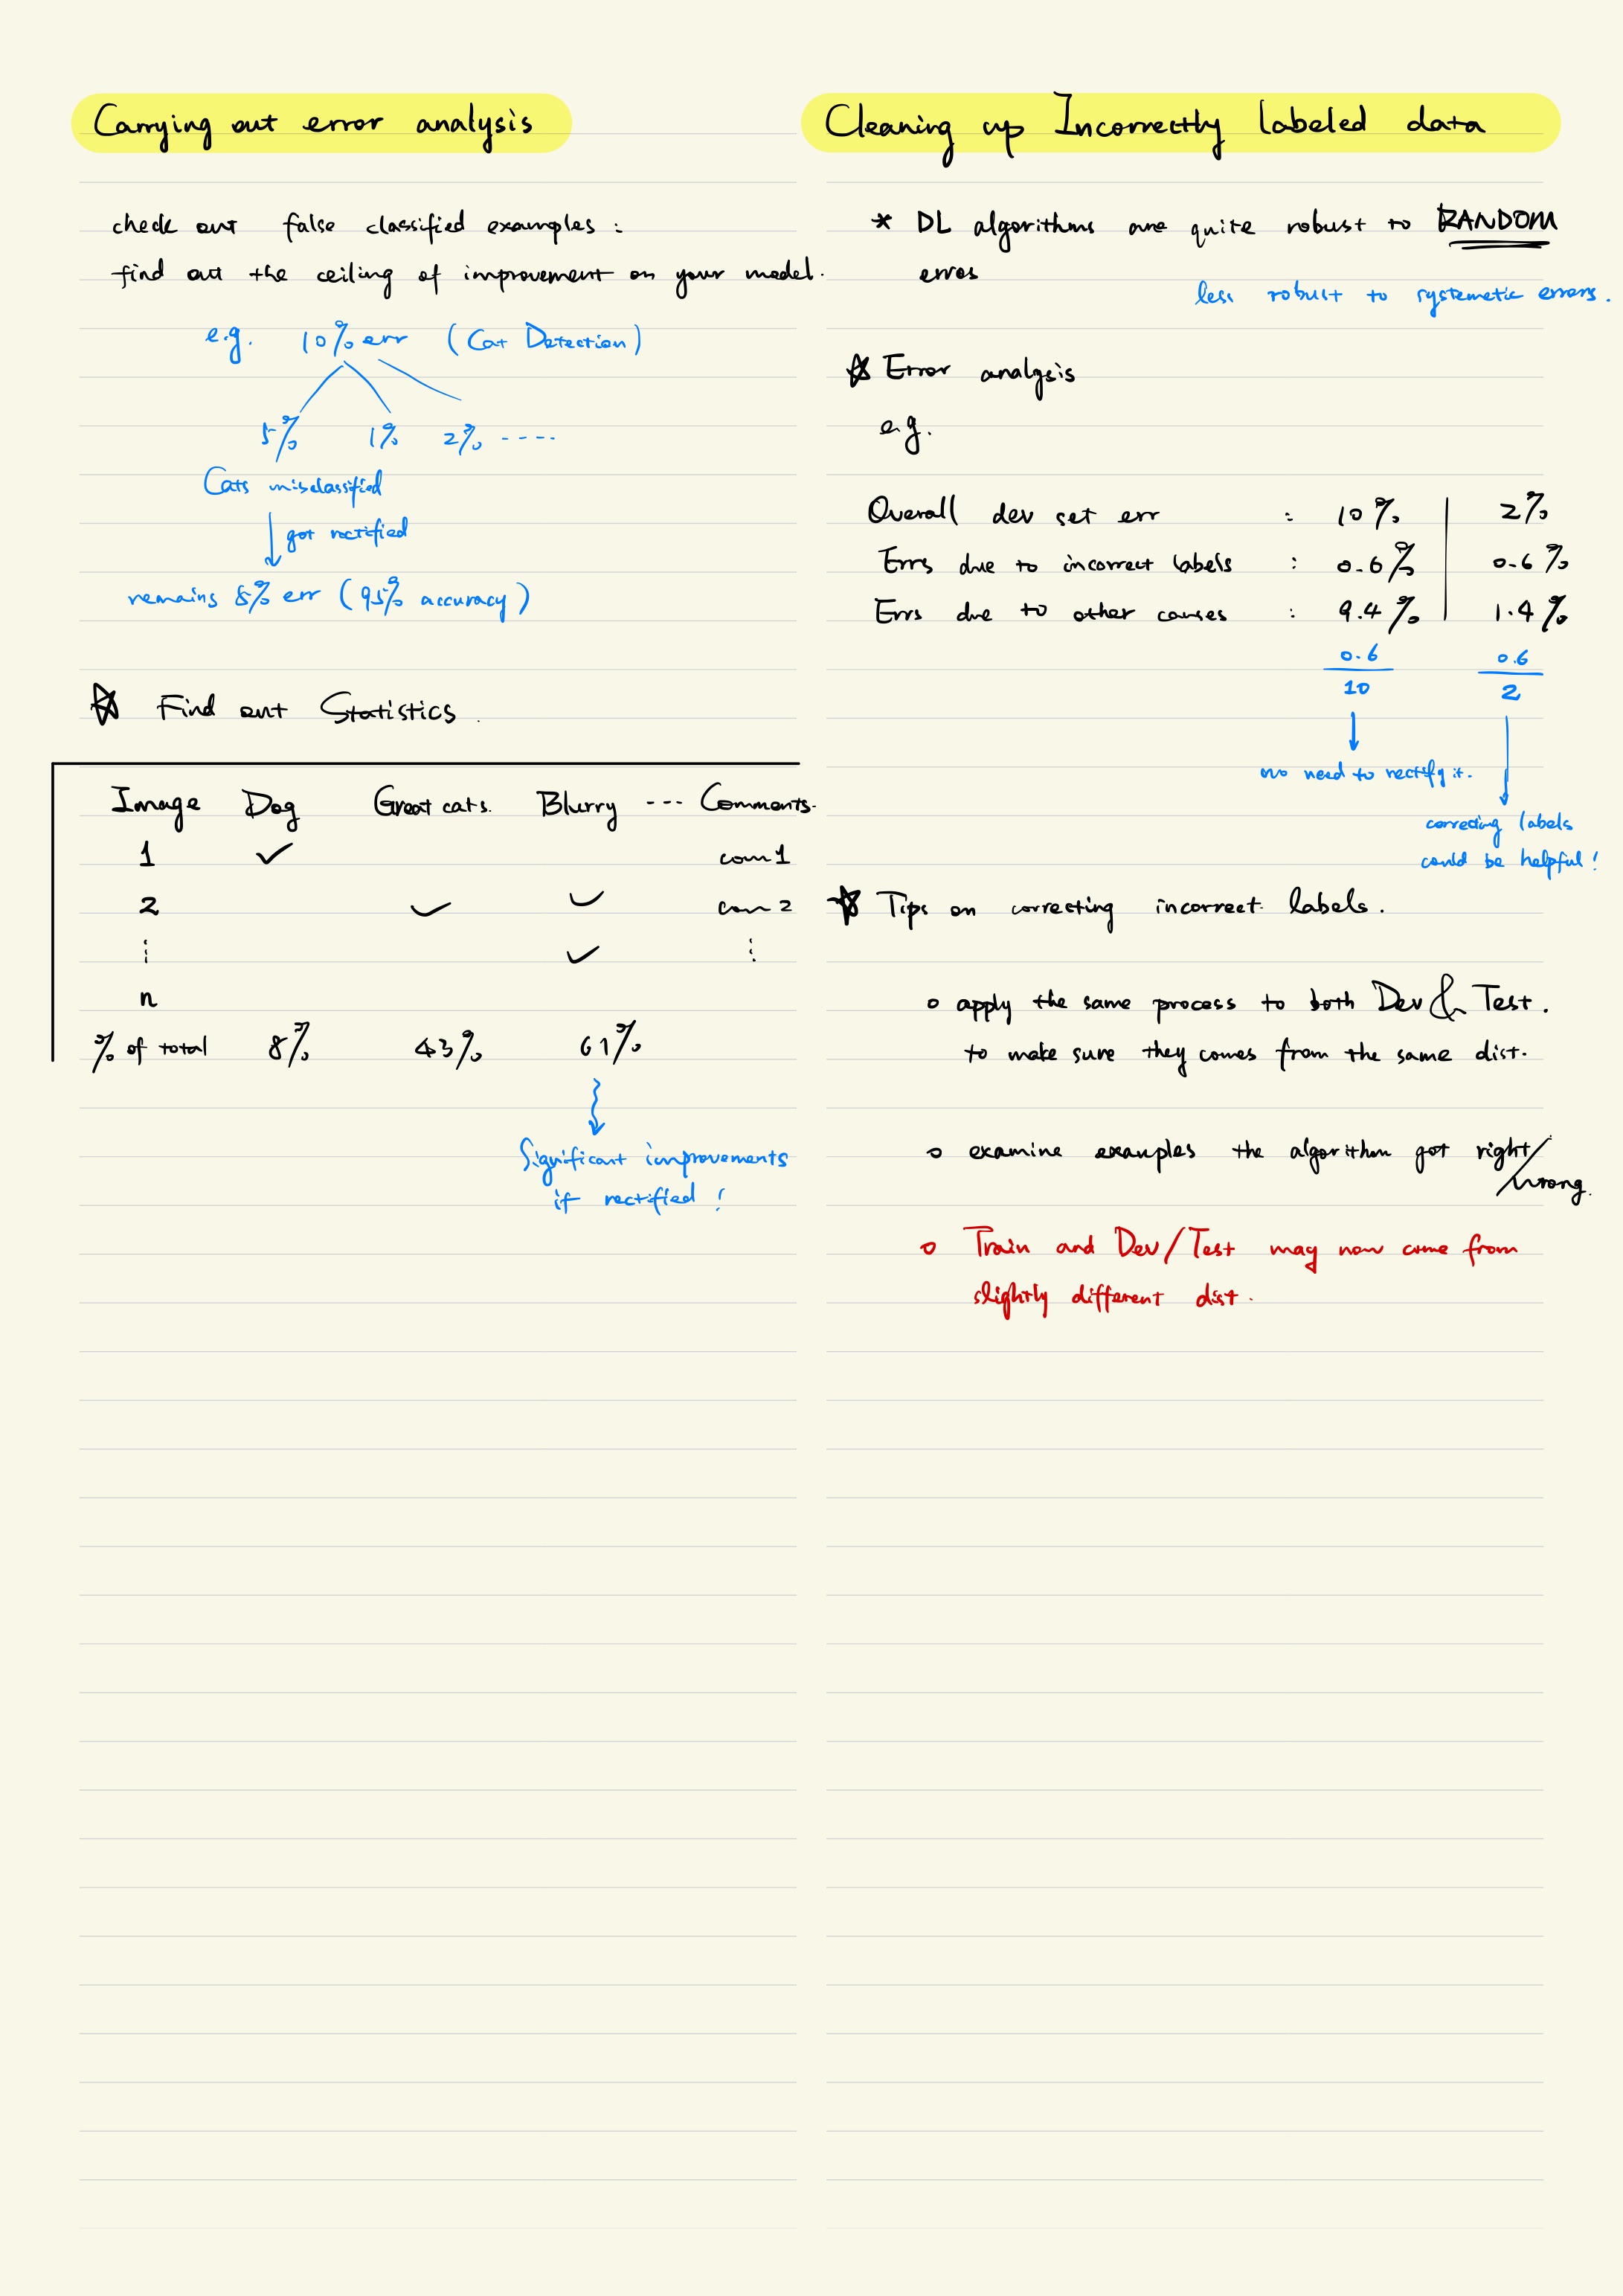 Carrying out error analysis
check out false classified examples :
find out the ceiling of improvement on your model.
e.g. 10% err (Cat Detection)
5% 1% 2% ----
Cats misclassified
got rectified
remains 5% err (95% accuracy)
☆ Find out Statistics.
Image Dog Great cats. Blurry --- Comments.
1 ✓ com 1
2 ✓ ✓ com 2
⋮ ✓ ⋮
n
% of total 8% 43% 61%
Significant improvements
if rectified !
Cleaning up Incorrectly labeled data
* DL algorithms are quite robust to RANDOM
erros
less robust to systemetic errors.
☆ Error analysis
e.g.
Overall dev set err : 10% | 2%
Errs due to incorrect labels : 0.6% | 0.6%
Errs due to other causes : 9.4% | 1.4%
0.6/10 0.6/2
no need to rectify it.
correcting labels
could be helpful !
☆ Tips on correcting incorrect labels.
o apply the same process to both Dev & Test.
to make sure they comes from the same dist.
o examine examples the algorithm got right/
wrong.
o Train and Dev/Test may now come from
slightly different dist.